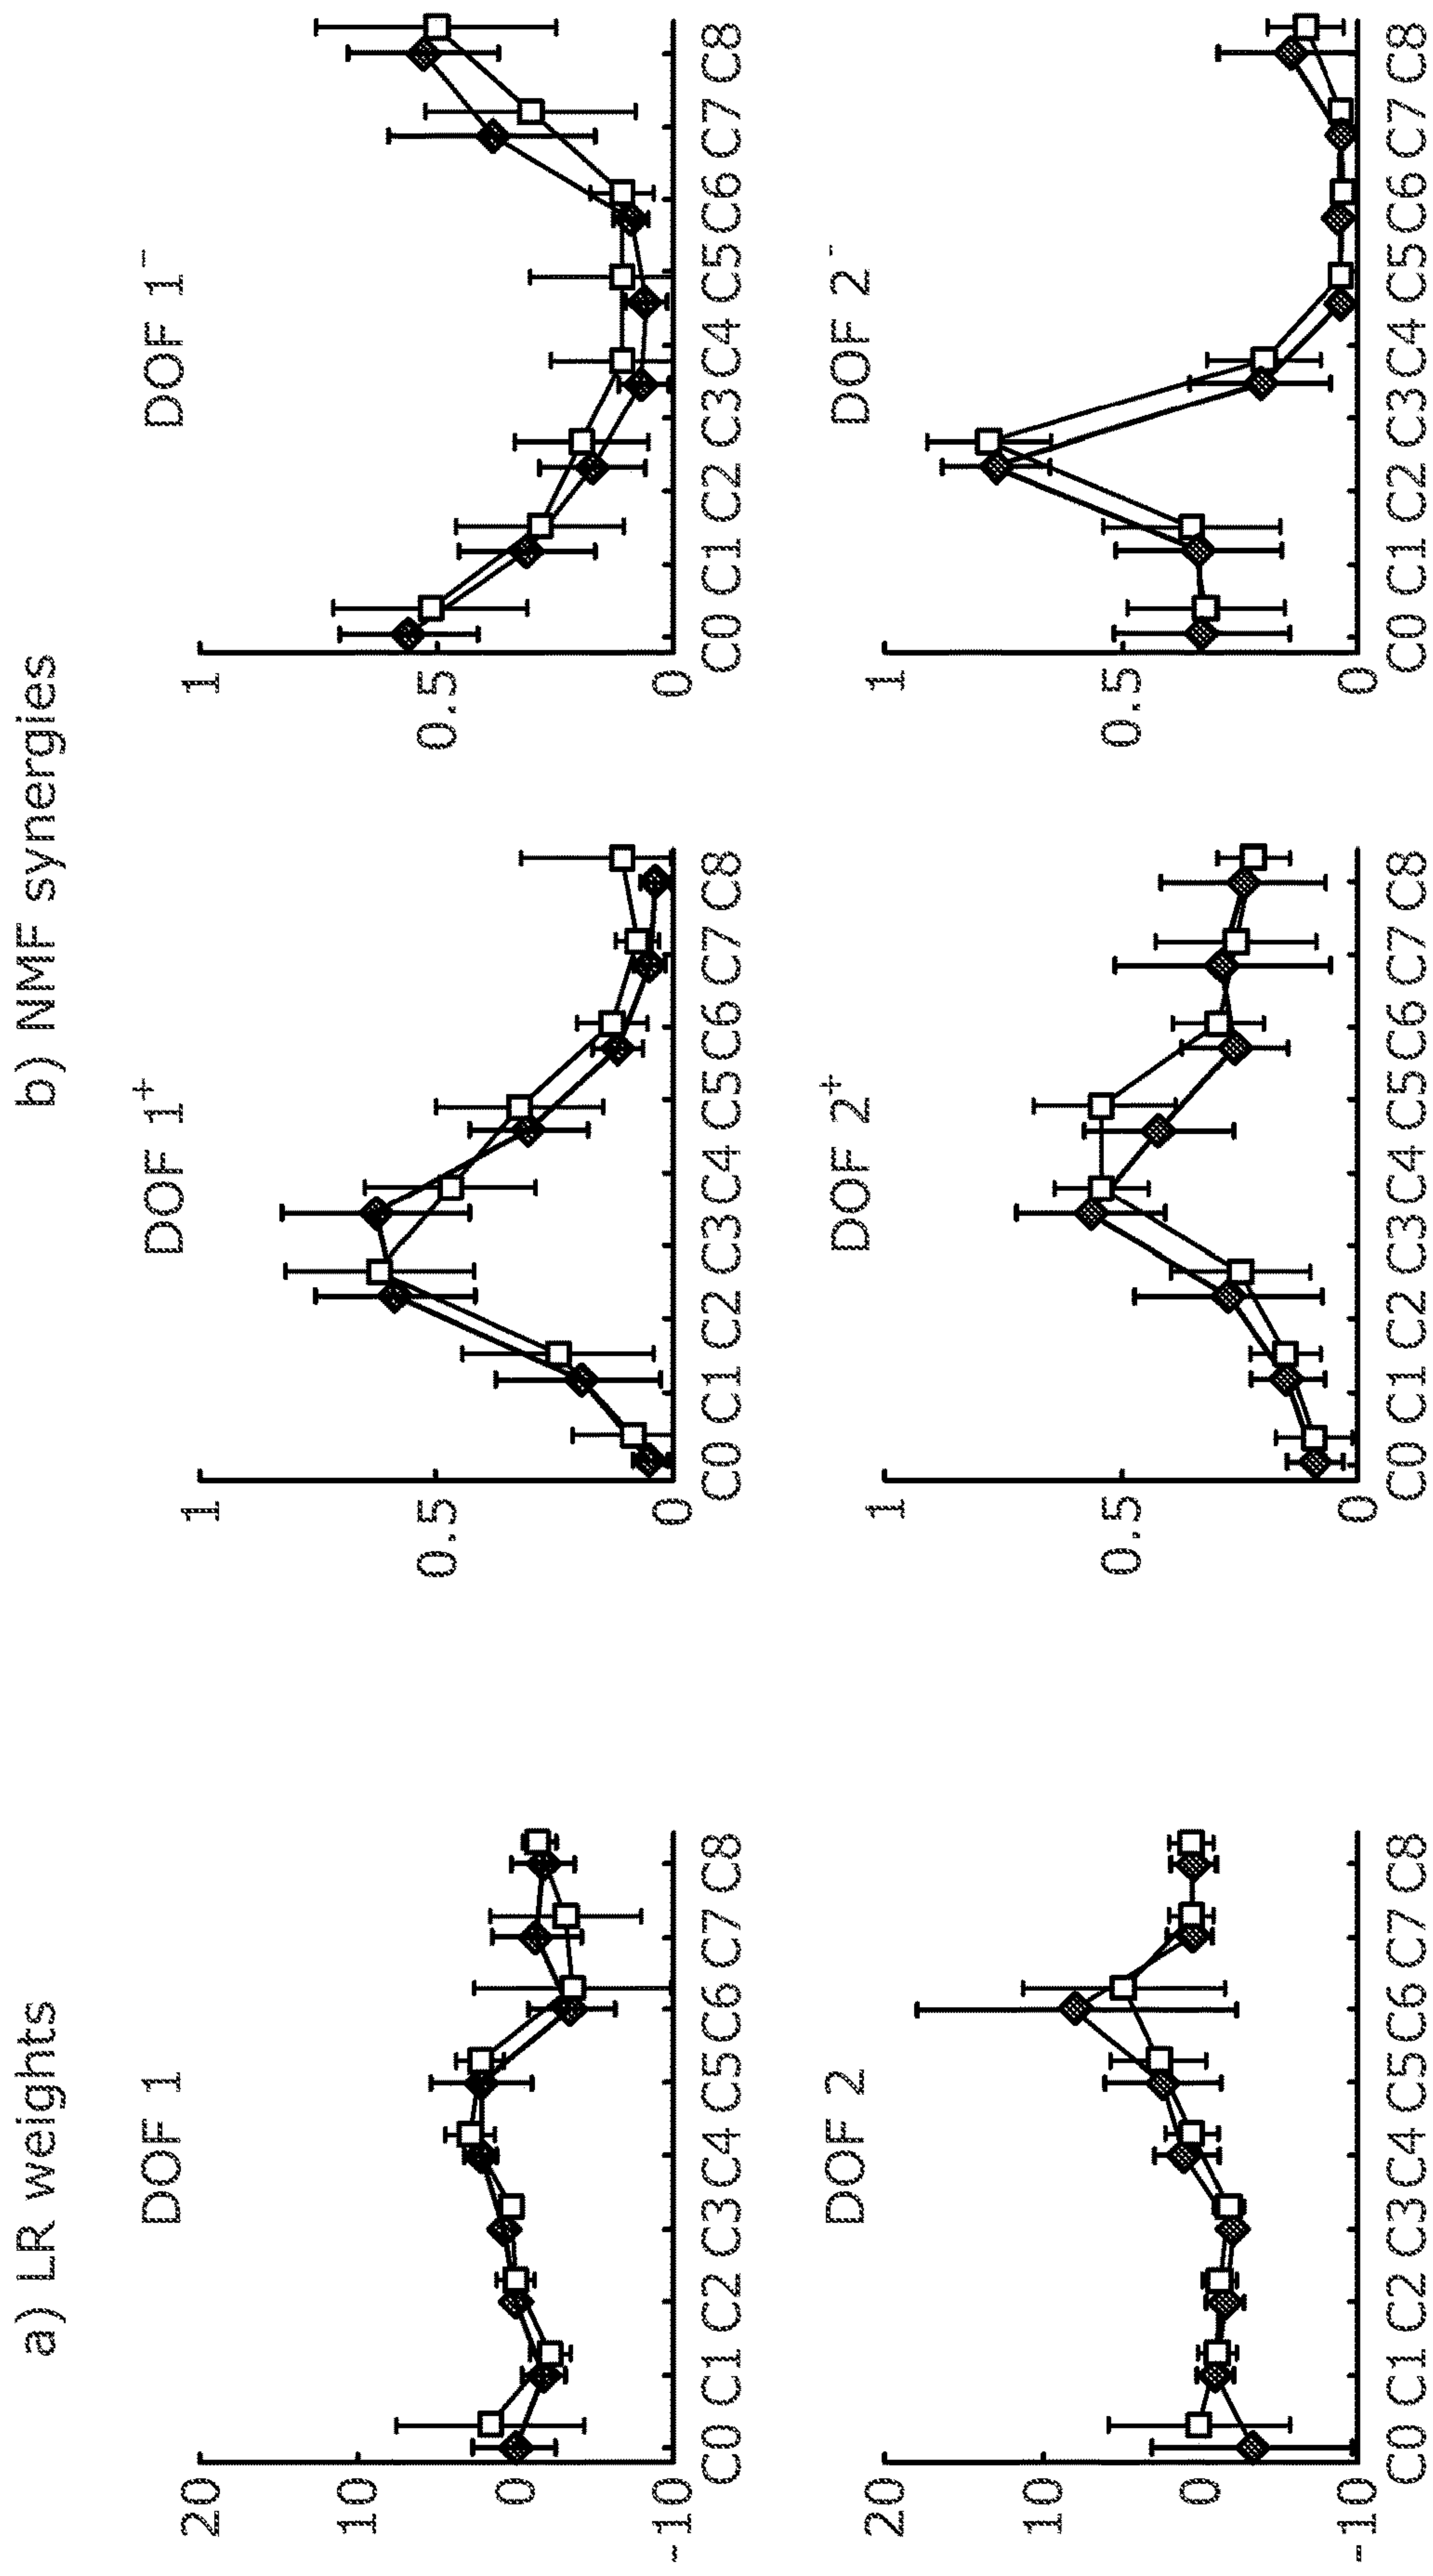 a) LR weights
b) NMF synergies
DOF 1
20
10
0
-10
C0 C1 C2 C3 C4 C5 C6 C7 C8
DOF 1+
1
0.5
0
C0 C1 C2 C3 C4 C5 C6 C7 C8
DOF 1-
1
0.5
0
C0 C1 C2 C3 C4 C5 C6 C7 C8
DOF 2
20
10
0
-10
C0 C1 C2 C3 C4 C5 C6 C7 C8
DOF 2+
1
0.5
0
C0 C1 C2 C3 C4 C5 C6 C7 C8
DOF 2-
1
0.5
0
C0 C1 C2 C3 C4 C5 C6 C7 C8